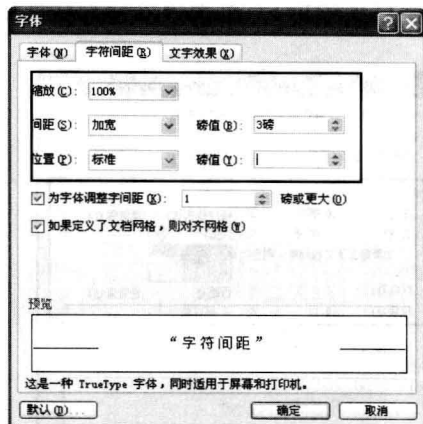 字体
字体(N) 字符间距(R) 文字效果(X)
缩放(C): 100%
间距(S): 加宽 磅值(B): 3磅
位置(P): 标准 磅值(Y):
为字体调整字间距(K): 1 磅或更大(O)
如果定义了文档网格，则对齐网格(W)
预览
“字符间距”
这是一种 TrueType 字体，同时适用于屏幕和打印机。
默认(D)... 确定 取消